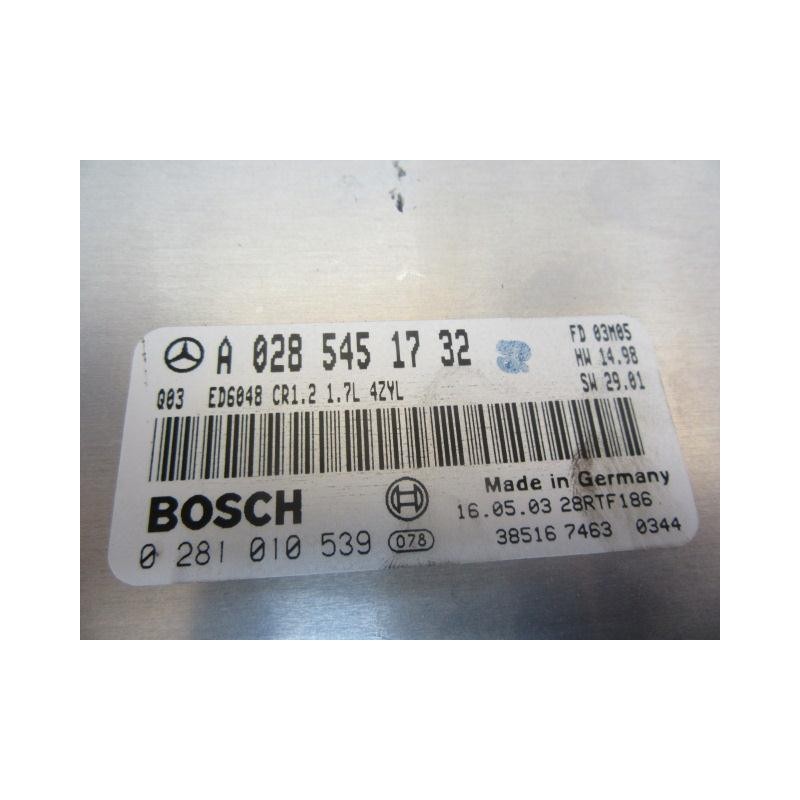 A 028 545 17 32
FD 03M05
HW 14.98
SW 29.01
Q03 ED6048 CR1.2 1.7L 4ZYL
BOSCH
Made in Germany
16.05.03 28RTF186
0 281 010 539 078
38516 7463 0344